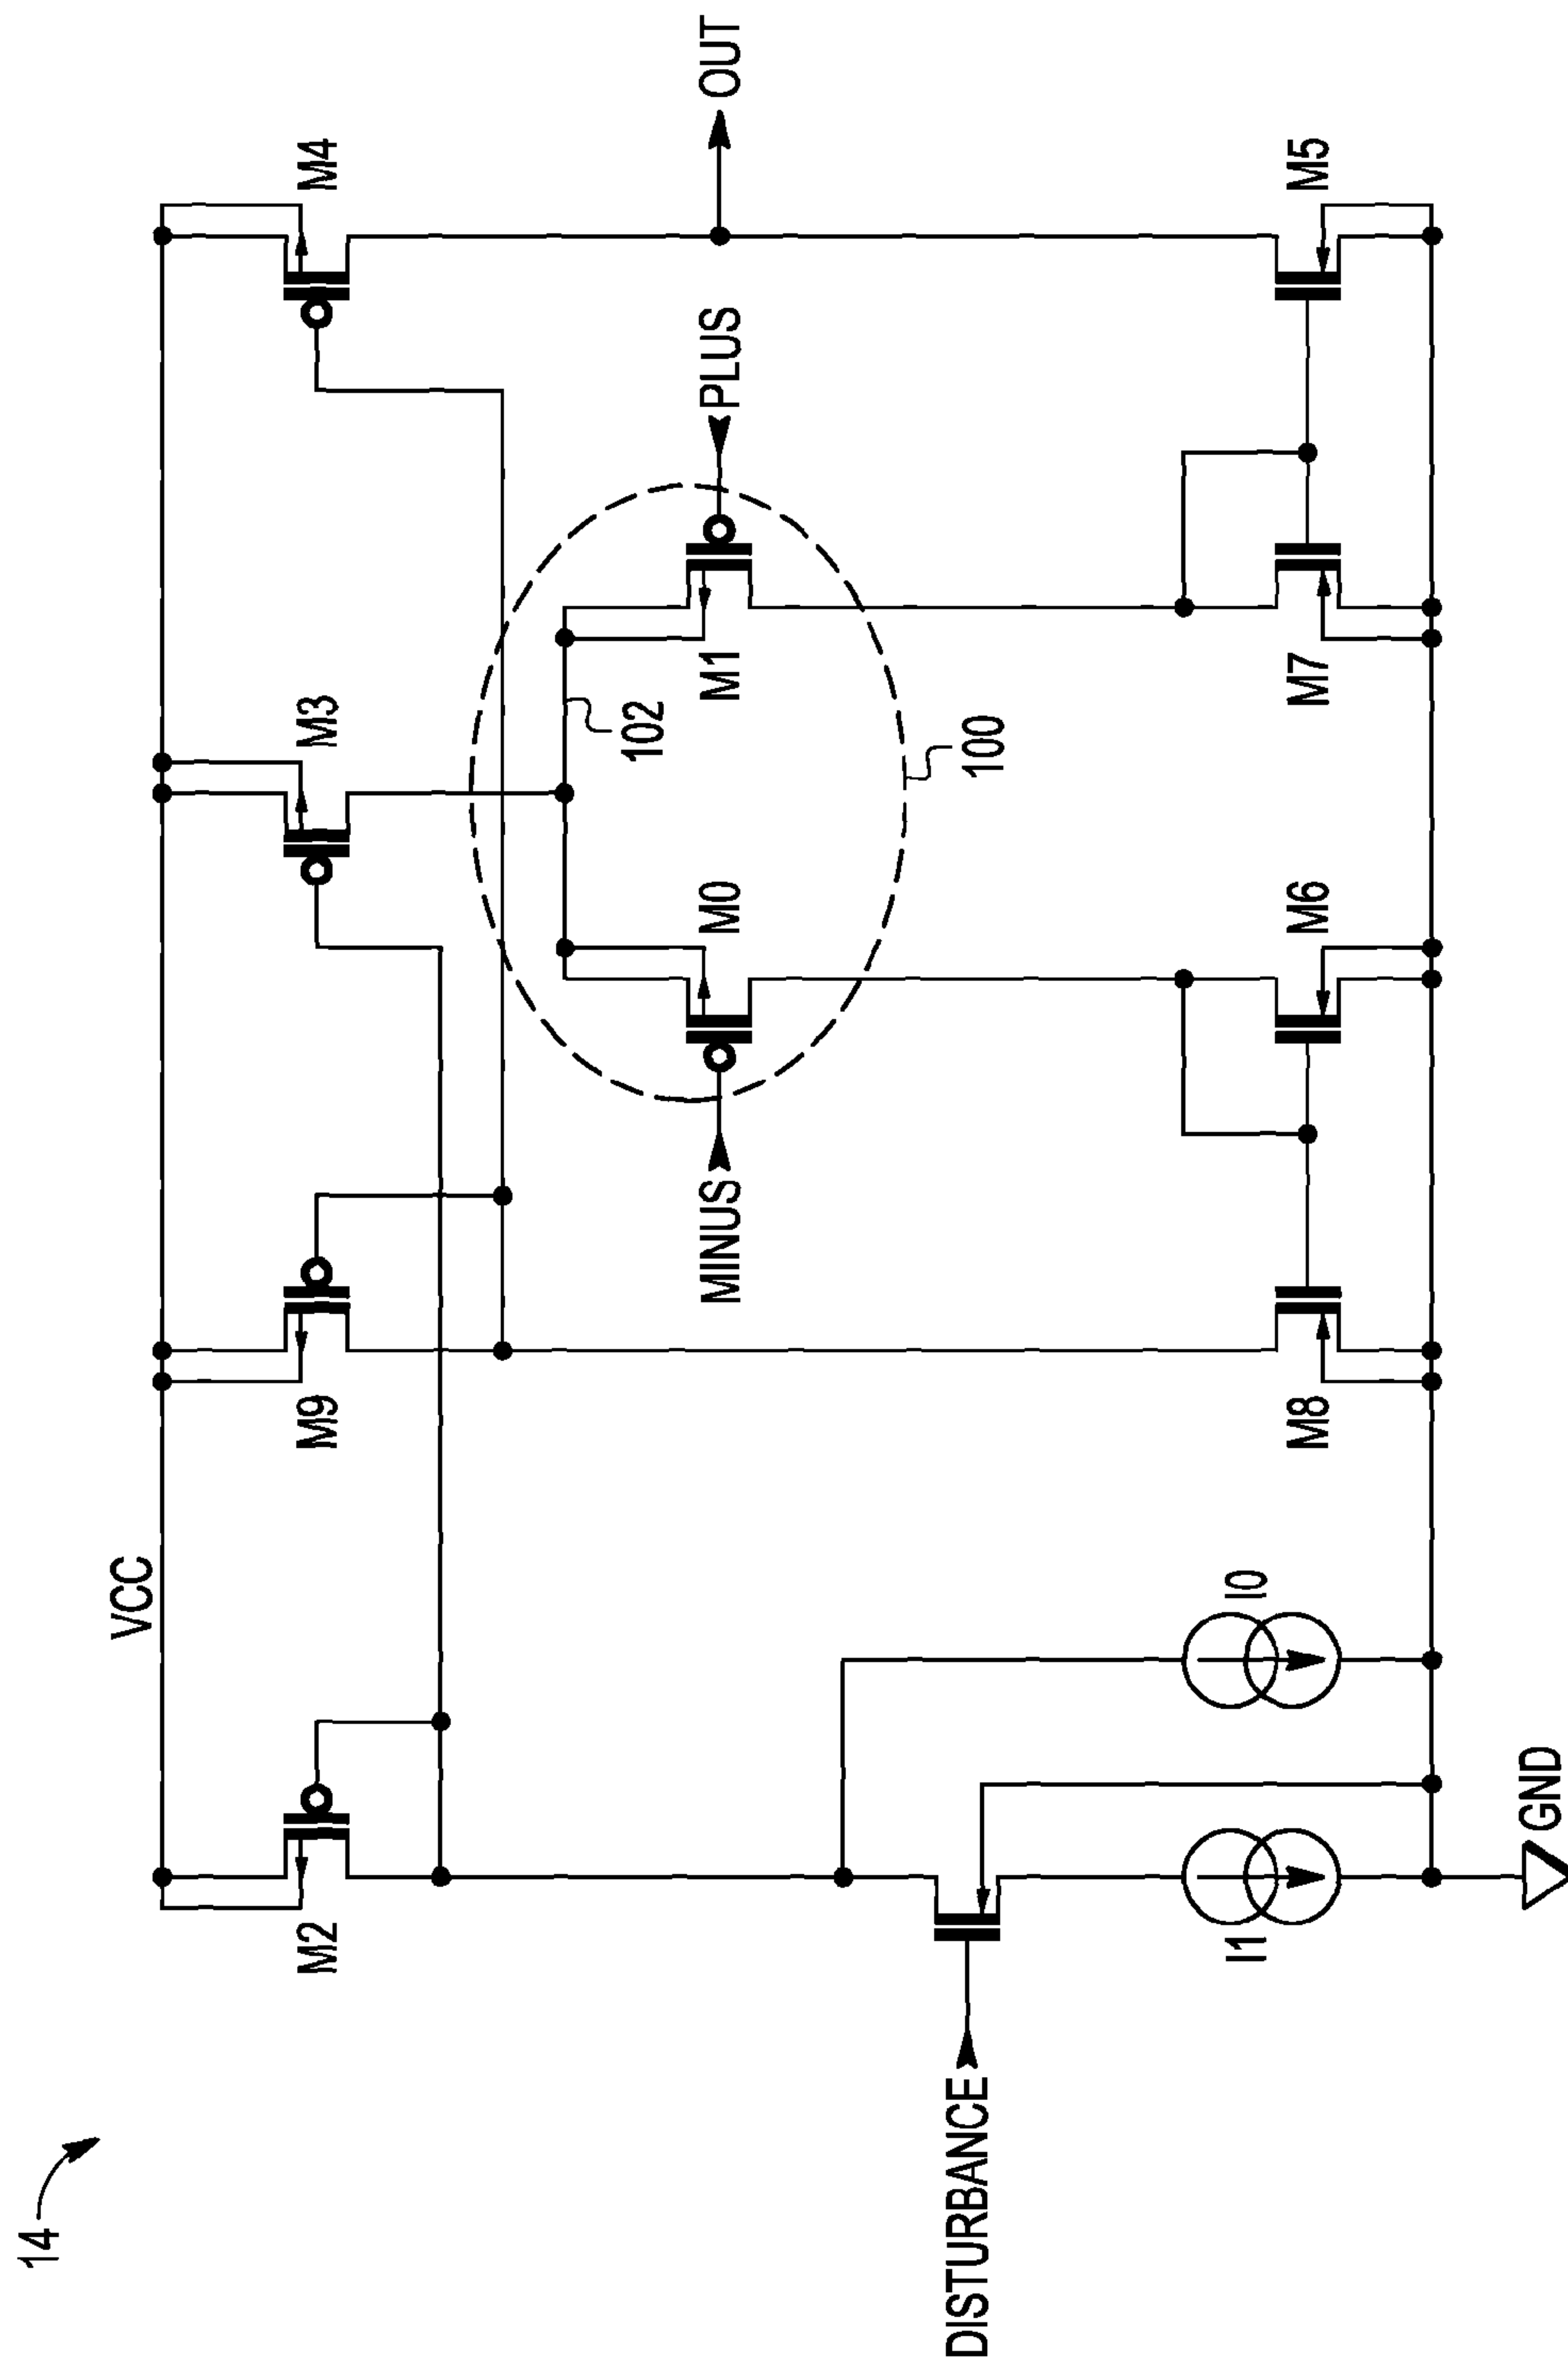 14
VCC
M2
M9
M3
M4
102
MINUS
M0
M1
PLUS
OUT
100
DISTURBANCE
I1
I0
M8
M6
M7
M5
GND